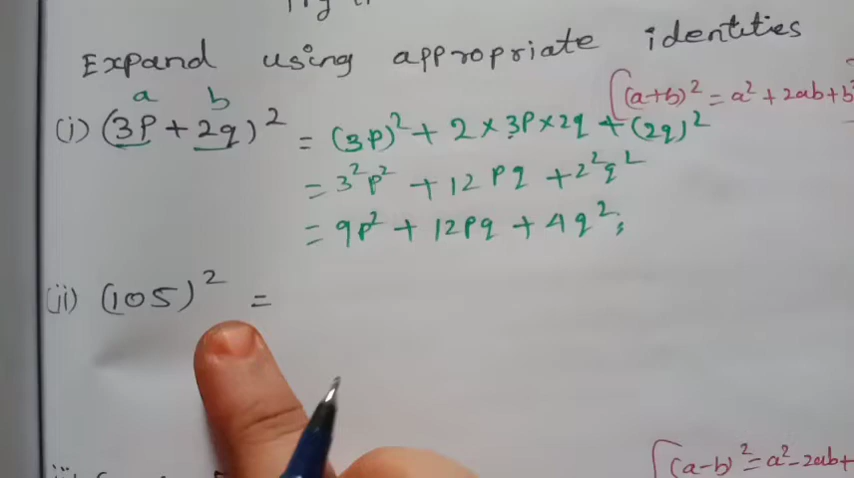 Try
Expand using appropriate identities
a b
(i) (3p + 2q)² = (3p)² + 2 × 3p × 2q + (2q)²
[(a+b)² = a² + 2ab + b²
= 3²p² + 12pq + 2²q²
= 9p² + 12pq + 4q²;
(ii) (105)² =
[(a-b)² = a² - 2ab +